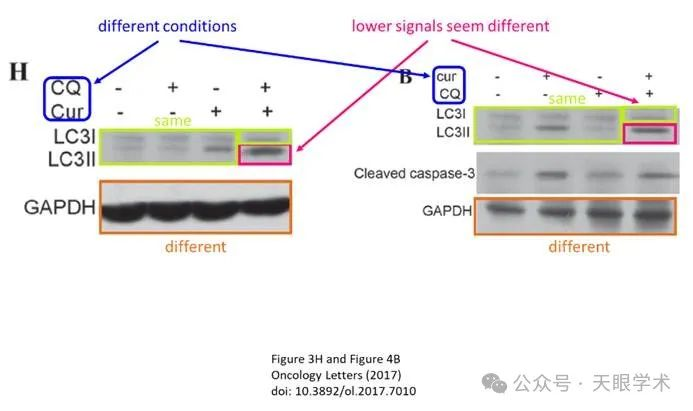 different conditions
lower signals seem different
H
CQ - + - +
Cur - - + +
same
LC3I
LC3II
GAPDH
different
B
cur - + - +
CQ - - + +
same
LC3I
LC3II
Cleaved caspase-3
GAPDH
different
Figure 3H and Figure 4B
Oncology Letters (2017)
doi: 10.3892/ol.2017.7010
公众号 · 天眼学术